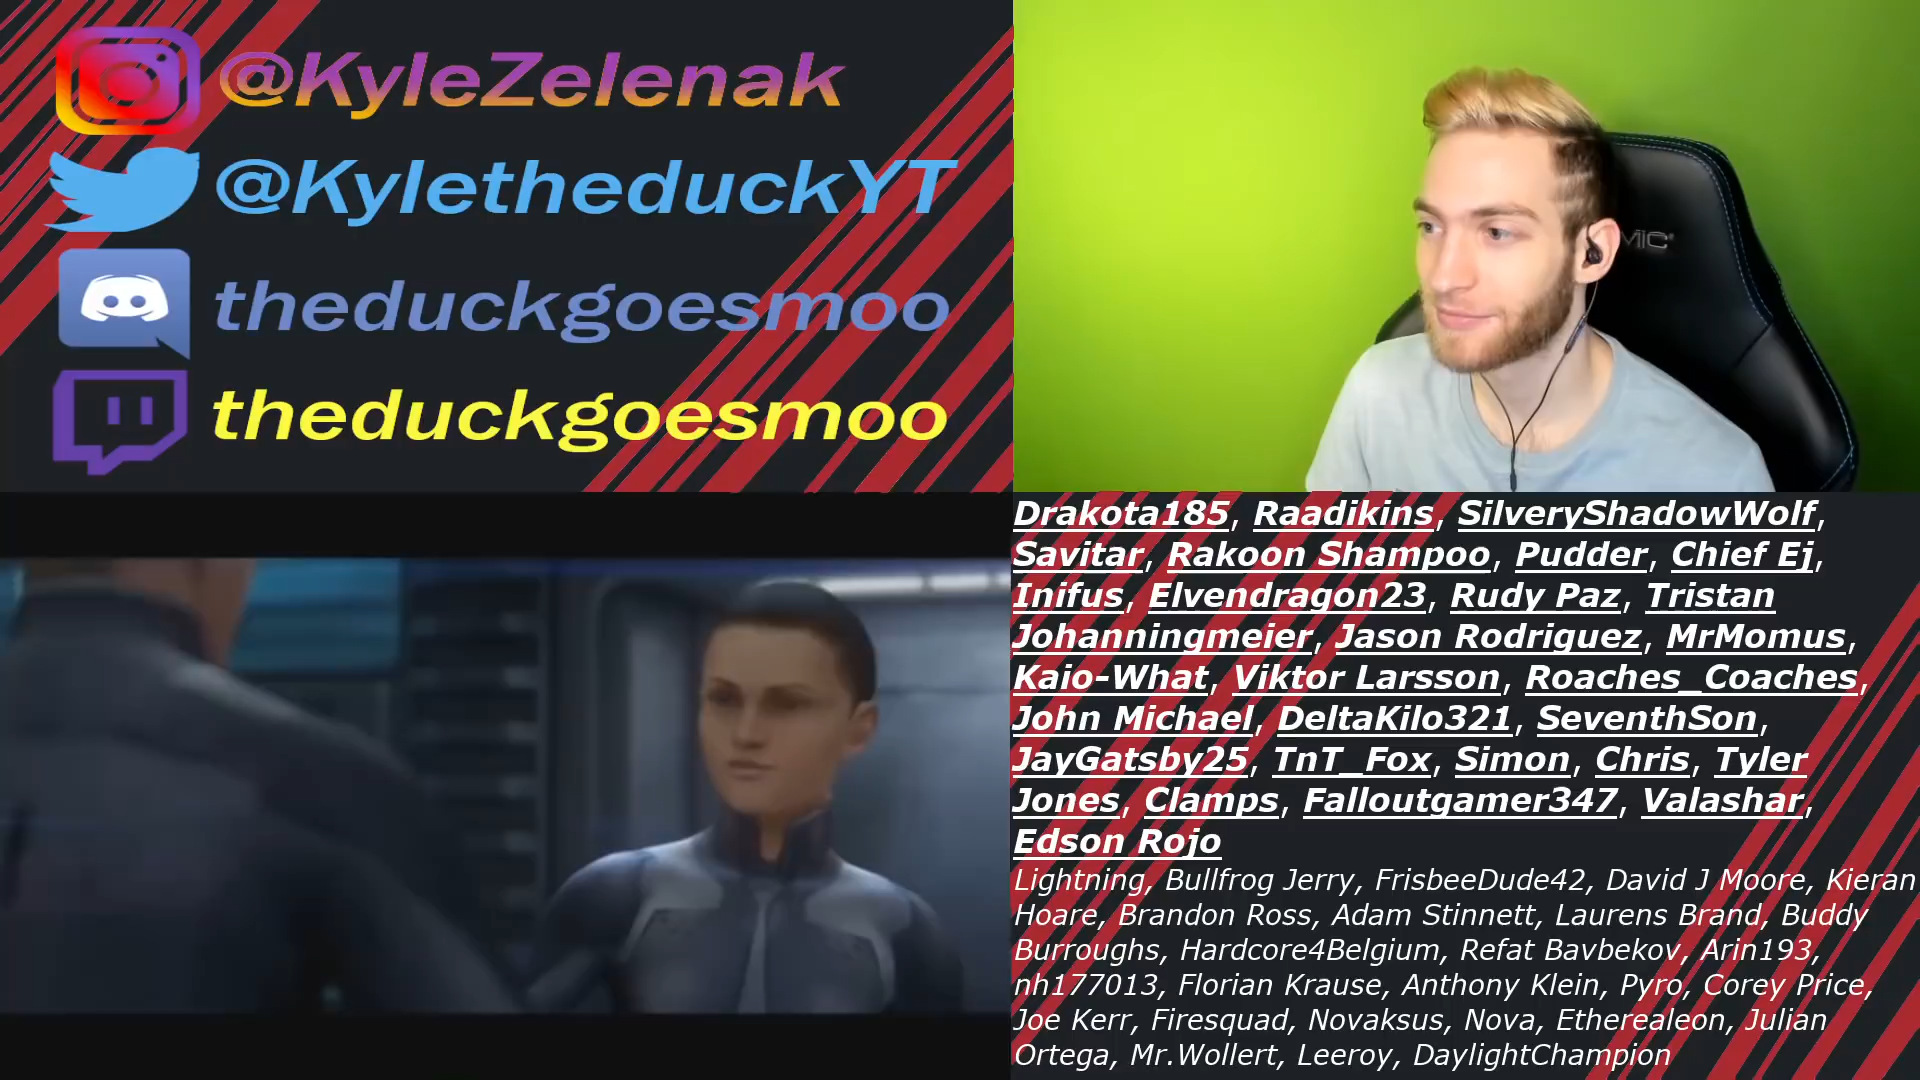 @KyleZelenak
@KyletheduckYT
theduckgoesmoo
theduckgoesmoo
MIC
Drakota185, Raadikins, SilveryShadowWolf,
Savitar, Rakoon Shampoo, Pudder, Chief Ej,
Inifus, Elvendragon23, Rudy Paz, Tristan
Johanningmeier, Jason Rodriguez, MrMomus,
Kaio-What, Viktor Larsson, Roaches_Coaches,
John Michael, DeltaKilo321, SeventhSon,
JayGatsby25, TnT_Fox, Simon, Chris, Tyler
Jones, Clamps, Falloutgamer347, Valashar,
Edson Rojo
Lightning, Bullfrog Jerry, FrisbeeDude42, David J Moore, Kieran
Hoare, Brandon Ross, Adam Stinnett, Laurens Brand, Buddy
Burroughs, Hardcore4Belgium, Refat Bavbekov, Arin193,
nh177013, Florian Krause, Anthony Klein, Pyro, Corey Price,
Joe Kerr, Firesquad, Novaksus, Nova, Etherealeon, Julian
Ortega, Mr.Wollert, Leeroy, DaylightChampion